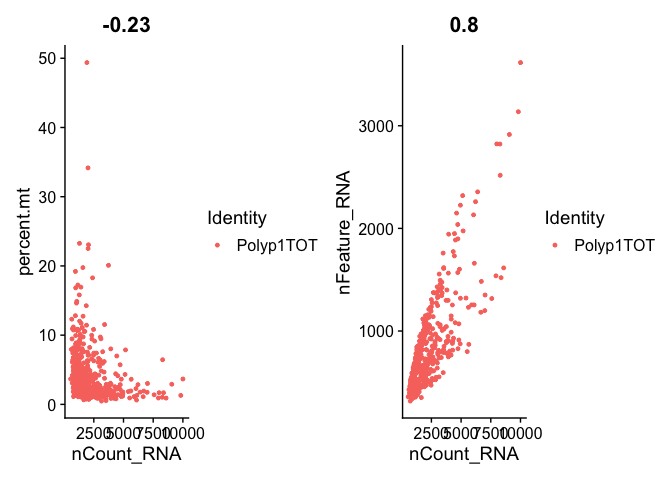 -0.23
50
40
30
20
10
0
percent.mt
2500 5000 7500 10000
nCount_RNA
Identity
Polyp1TOT
0.8
3000
2000
1000
nFeature_RNA
2500 5000 7500 10000
nCount_RNA
Identity
Polyp1TOT